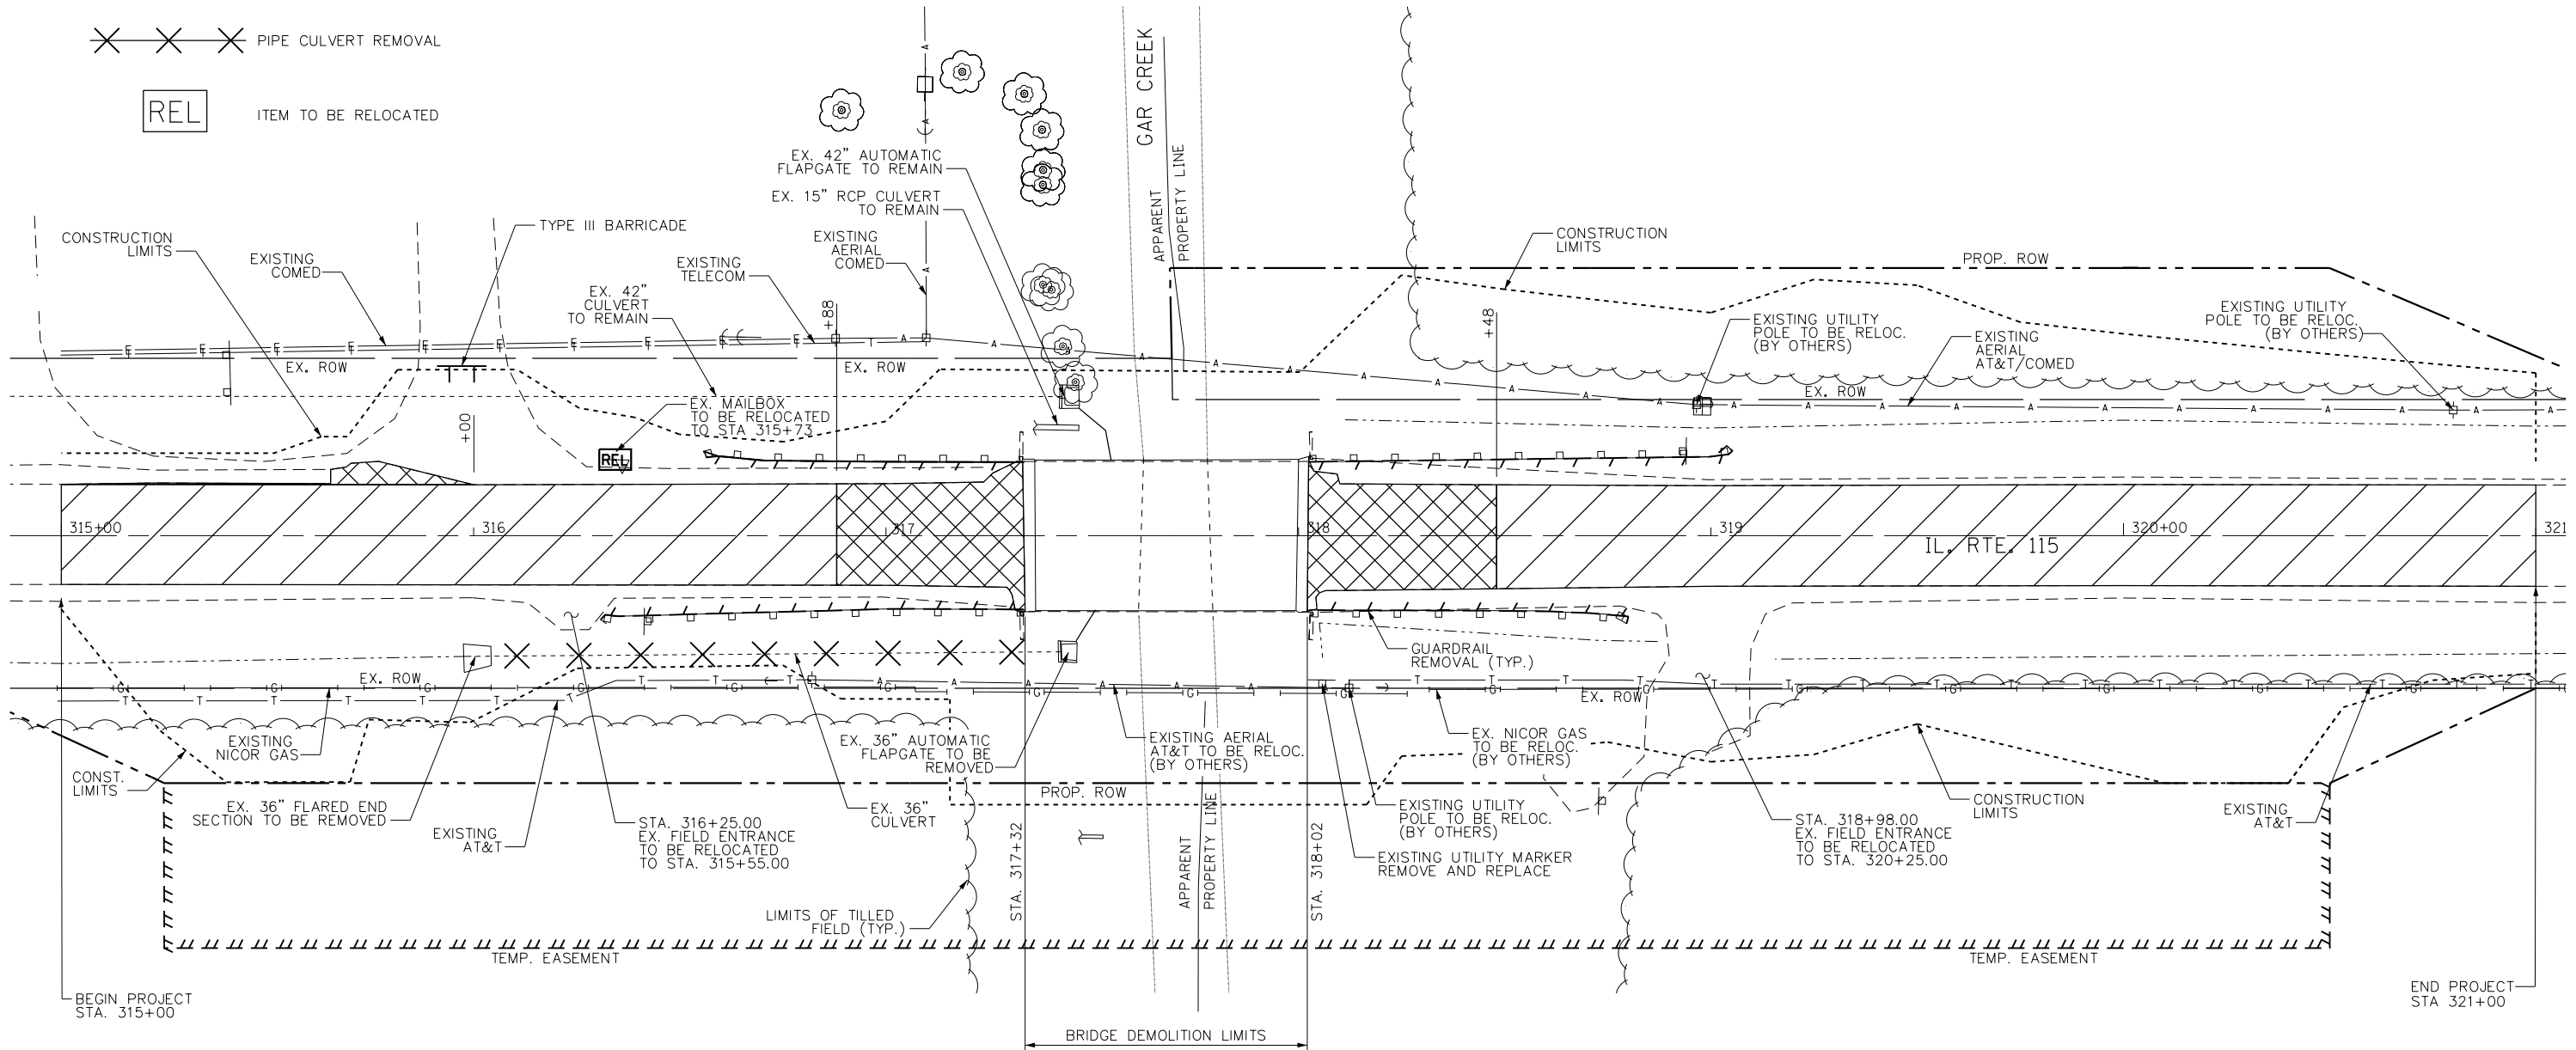 PIPE CULVERT REMOVAL
REL
ITEM TO BE RELOCATED
GAR CREEK
EX. 42" AUTOMATIC
FLAPGATE TO REMAIN
EX. 15" RCP CULVERT
TO REMAIN
APPARENT
PROPERTY LINE
CONSTRUCTION
LIMITS
EXISTING
COMED
TYPE III BARRICADE
EX. 42"
CULVERT
TO REMAIN
EXISTING
TELECOM
EXISTING
AERIAL
COMED
+88
+48
CONSTRUCTION
LIMITS
PROP. ROW
EXISTING UTILITY
POLE TO BE RELOC.
(BY OTHERS)
EXISTING
AERIAL
AT&T/COMED
EXISTING UTILITY
POLE TO BE RELOC.
(BY OTHERS)
EX. ROW
EX. ROW
EX. ROW
+00
REL
EX. MAILBOX
TO BE RELOCATED
TO STA 315+73
315+00
316
317
318
319
320+00
321
IL. RTE. 115
GUARDRAIL
REMOVAL (TYP.)
EX. ROW
EX. ROW
EXISTING
NICOR GAS
CONST.
LIMITS
EX. 36" FLARED END
SECTION TO BE REMOVED
EXISTING
AT&T
STA. 316+25.00
EX. FIELD ENTRANCE
TO BE RELOCATED
TO STA. 315+55.00
EX. 36" AUTOMATIC
FLAPGATE TO BE
REMOVED
EX. 36"
CULVERT
LIMITS OF TILLED
FIELD (TYP.)
PROP. ROW
EXISTING AERIAL
AT&T TO BE RELOC.
(BY OTHERS)
EX. NICOR GAS
TO BE RELOC.
(BY OTHERS)
EXISTING UTILITY
POLE TO BE RELOC.
(BY OTHERS)
EXISTING UTILITY MARKER
REMOVE AND REPLACE
STA. 317+32
APPARENT
PROPERTY LINE
STA. 318+02
STA. 318+98.00
EX. FIELD ENTRANCE
TO BE RELOCATED
TO STA. 320+25.00
CONSTRUCTION
LIMITS
EXISTING
AT&T
TEMP. EASEMENT
TEMP. EASEMENT
BEGIN PROJECT
STA. 315+00
END PROJECT
STA 321+00
BRIDGE DEMOLITION LIMITS